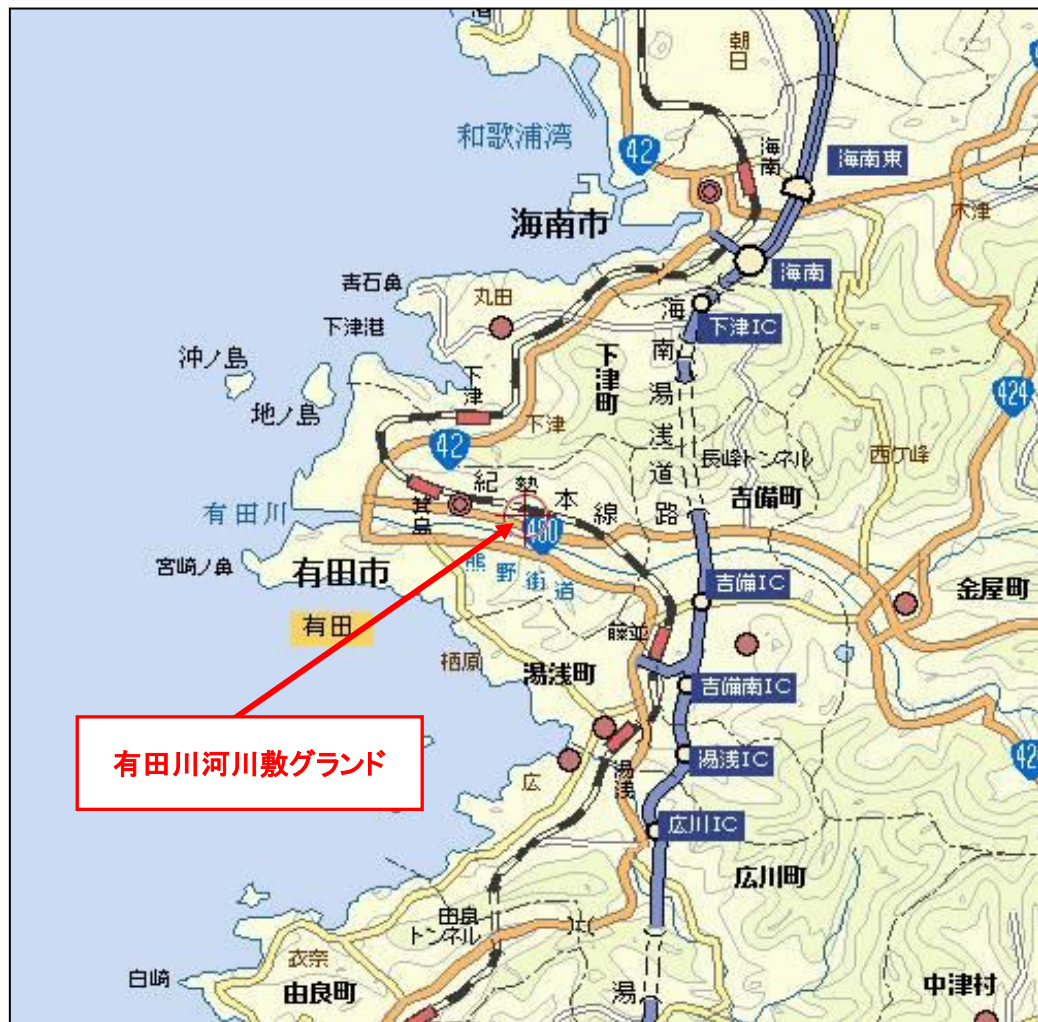 朝日
和歌浦湾
42
海南
海南東
木津
海南市
海南
青石鼻
丸田
下津港
海南湯浅道路
下津IC
沖ノ島
下津
下津町
424
地ノ島
下津
42
長峰トンネル
西ケ峰
紀勢本線
吉備町
有田川
箕島
480
宮崎ノ鼻
有田市
熊野街道
吉備IC
金屋町
有田
藤並
栖原
湯浅町
吉備南IC
有田川河川敷グランド
湯浅
湯浅IC
広
42
広川IC
広川町
由良
トンネル
衣奈
白崎
由良町
湯
中津村